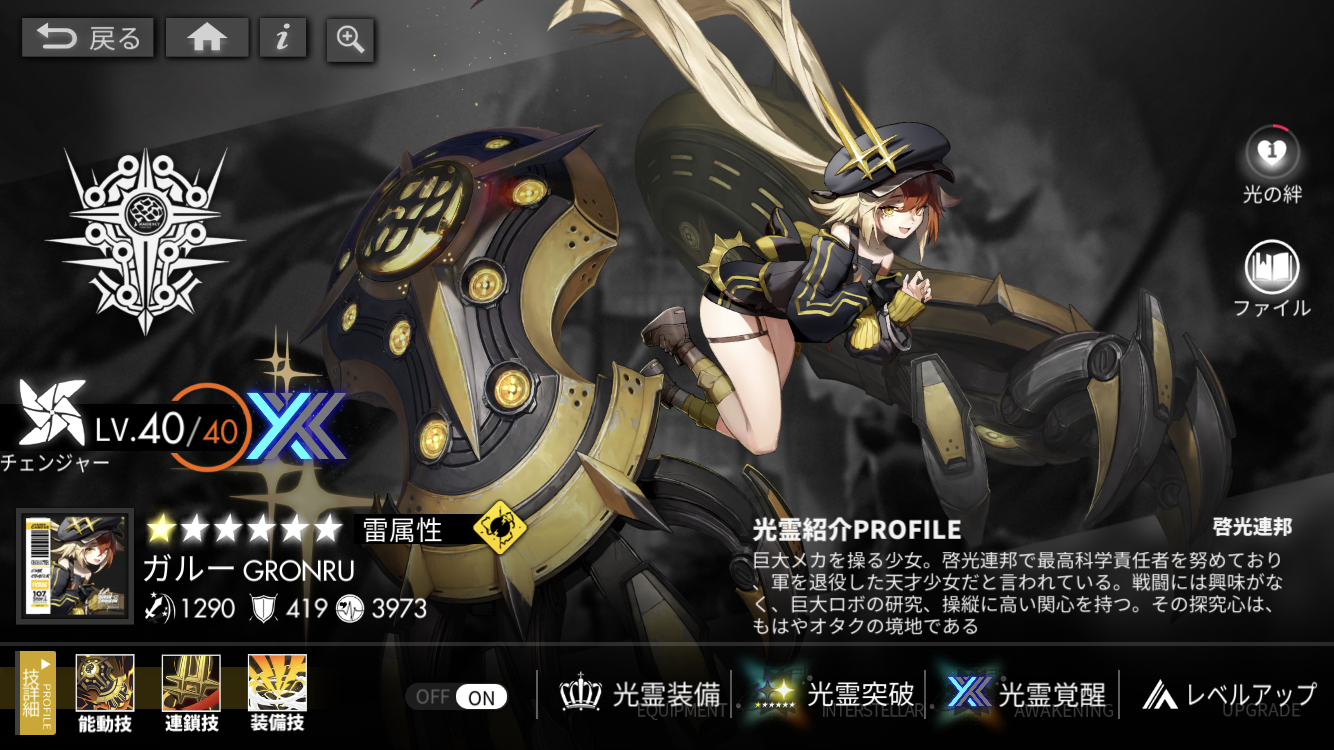 戻る
光の絆
ファイル
LV.40/40
チェンジャー
雷属性
ガルー GRONRU
1290 419 3973
光霊紹介PROFILE
啓光連邦
巨大メカを操る少女。啓光連邦で最高科学責任者を努めており
、軍を退役した天才少女だと言われている。戦闘には興味がな
く、巨大ロボの研究、操縦に高い関心を持つ。その探究心は、
もはやオタクの境地である
技詳細
PROFILE
能動技
連鎖技
装備技
OFF ON
光霊装備
EQUIPMENT
光霊突破
INTERSTELLAR
光霊覚醒
AWAKENING
レベルアップ
UPGRADE